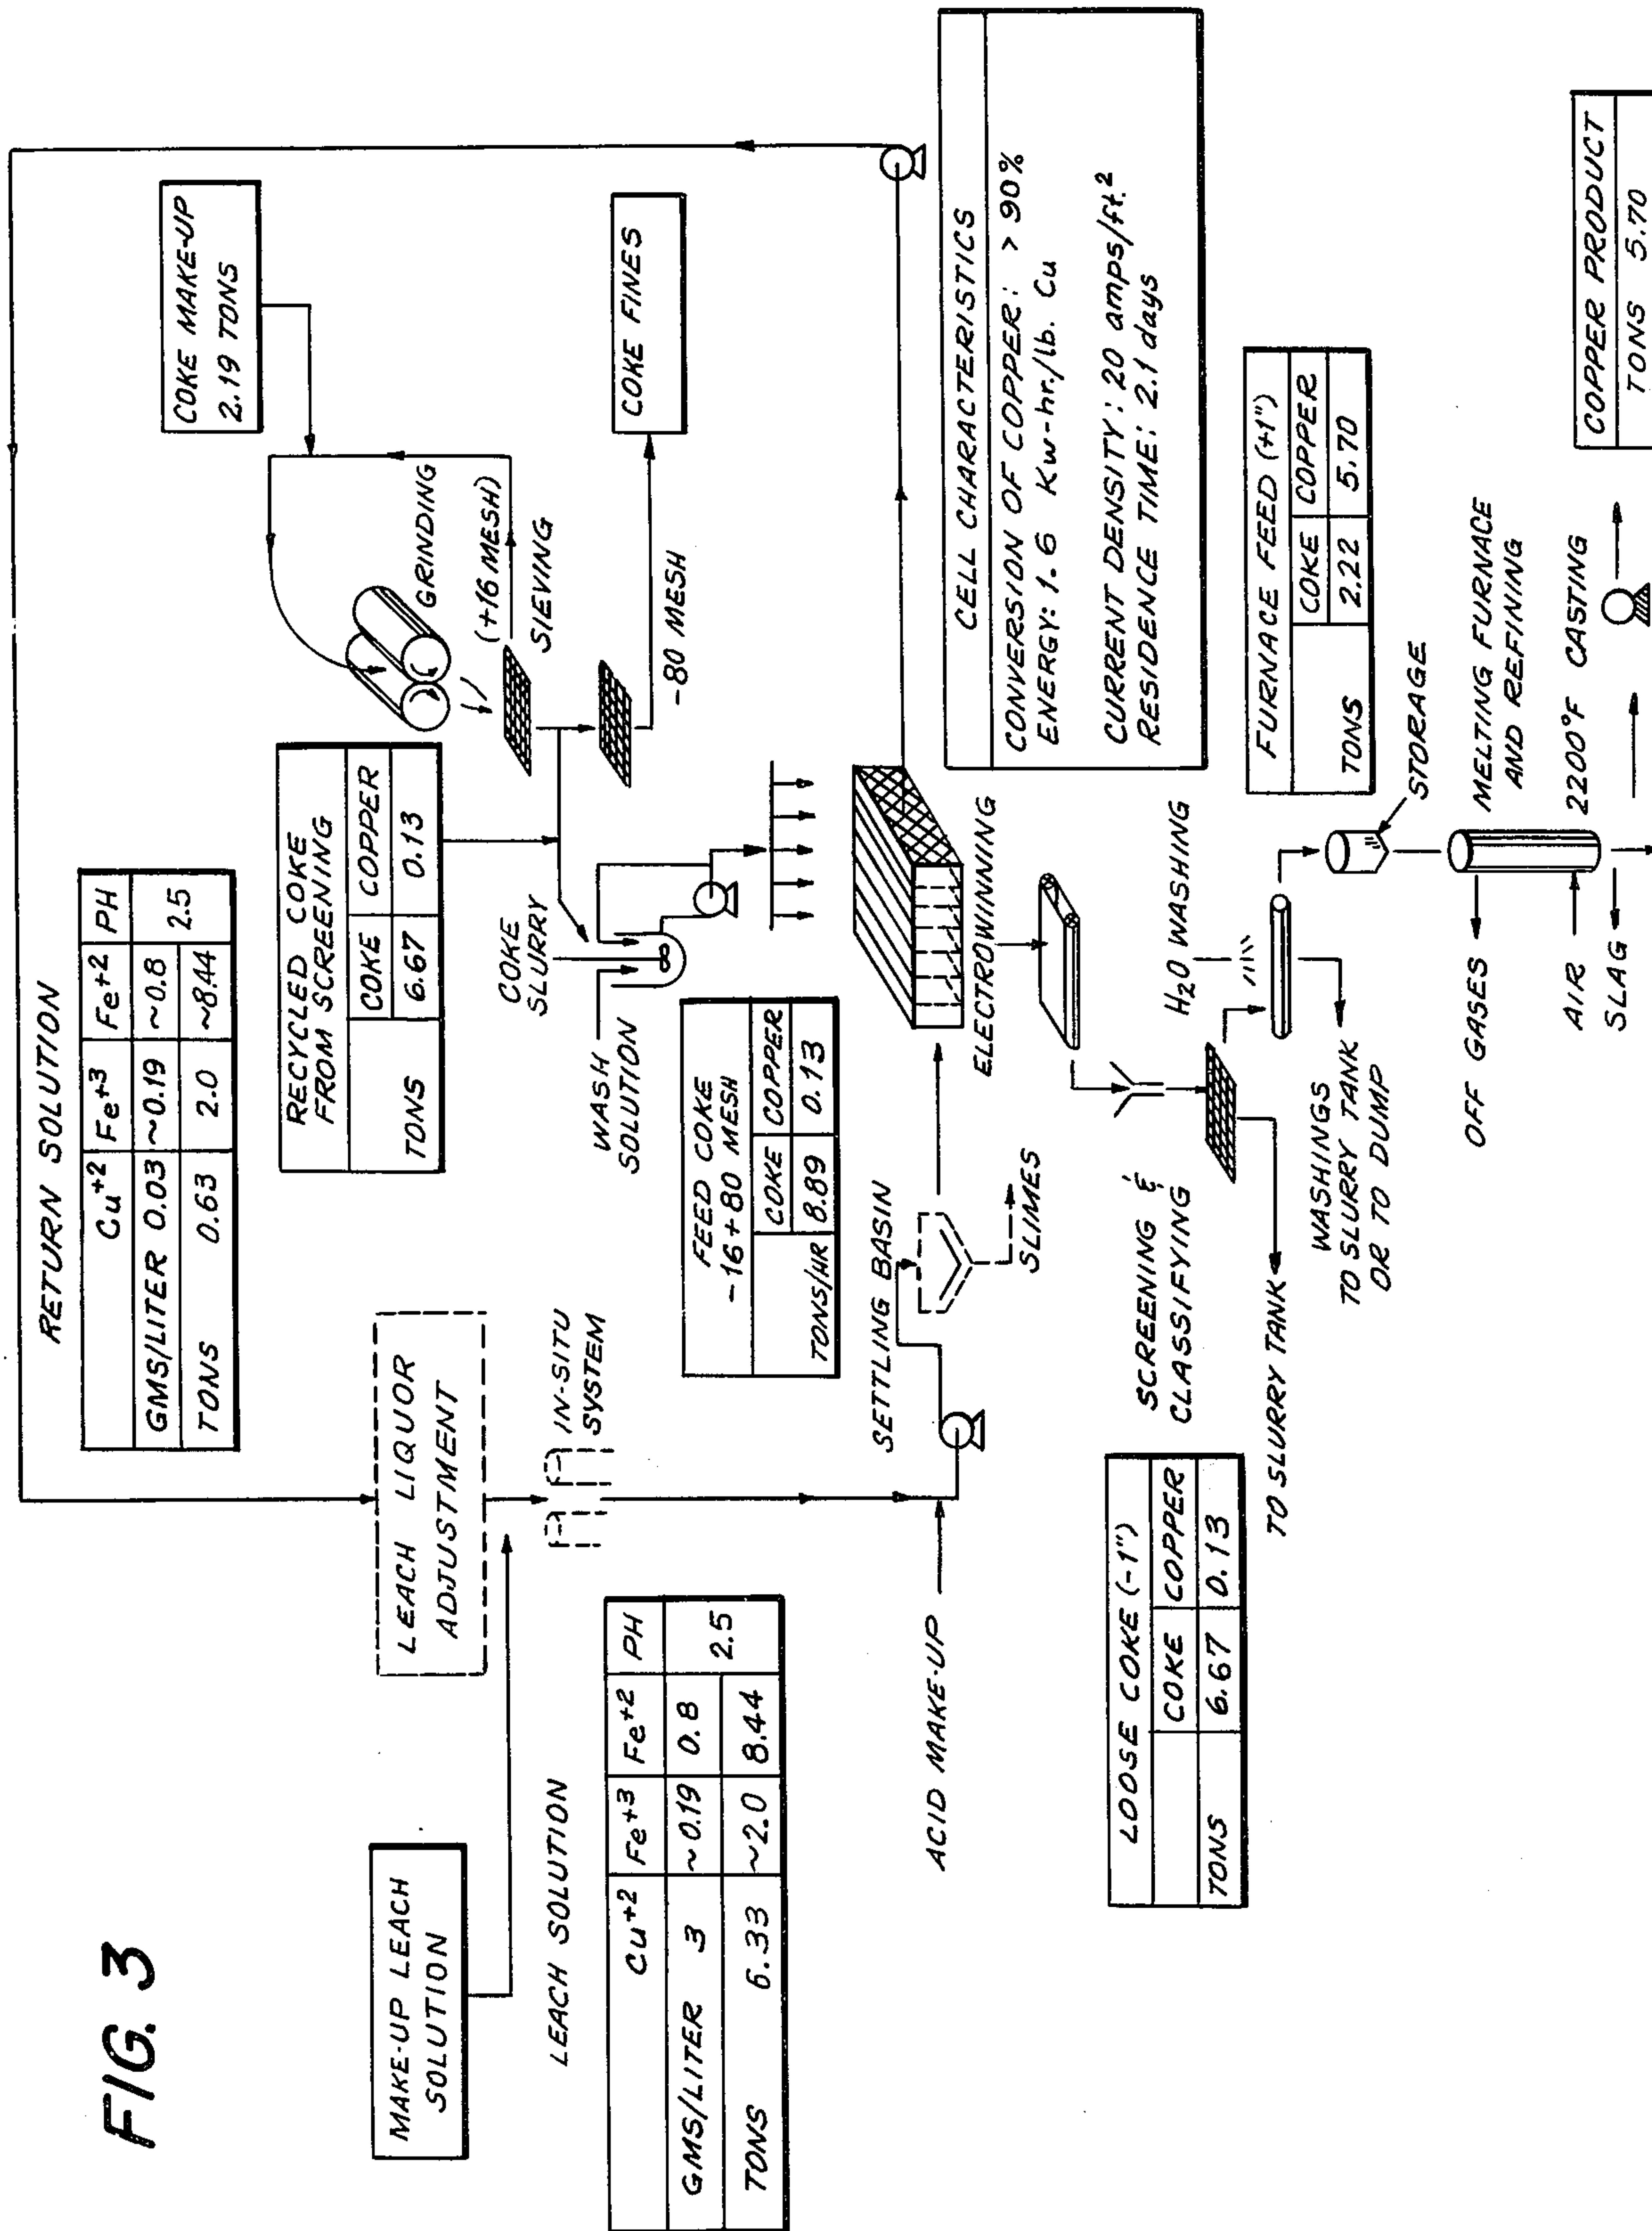 FIG. 3
RETURN SOLUTION
Cu+2 Fe+3 Fe+2 PH
GMS/LITER 0.03 ~0.19 ~0.8 2.5
TONS 0.63 2.0 ~8.44
MAKE-UP LEACH
SOLUTION
LEACH LIQUOR
ADJUSTMENT
IN-SITU
SYSTEM
LEACH SOLUTION
Cu+2 Fe+3 Fe+2 PH
GMS/LITER 3 ~0.19 0.8 2.5
TONS 6.33 ~2.0 8.44
ACID MAKE-UP
RECYCLED COKE
FROM SCREENING
COKE COPPER
TONS 6.67 0.13
COKE MAKE-UP
2.19 TONS
GRINDING
(+16 MESH)
SIEVING
-80 MESH
COKE FINES
COKE
SLURRY
WASH
SOLUTION
FEED COKE
-16+80 MESH
COKE COPPER
TONS/HR 8.89 0.13
SETTLING BASIN
SLIMES
ELECTROWINNING
CELL CHARACTERISTICS
CONVERSION OF COPPER: > 90%
ENERGY: 1.6 Kw-hr./lb. Cu
CURRENT DENSITY: 20 amps/ft.2
RESIDENCE TIME: 2.1 days
LOOSE COKE (-1")
COKE COPPER
TONS 6.67 0.13
SCREENING &
CLASSIFYING
TO SLURRY TANK
H2O WASHING
WASHINGS
TO SLURRY TANK
OR TO DUMP
FURNACE FEED (+1")
COKE COPPER
TONS 2.22 5.70
STORAGE
OFF GASES
MELTING FURNACE
AND REFINING
AIR
SLAG
2200°F CASTING
COPPER PRODUCT
TONS 5.70